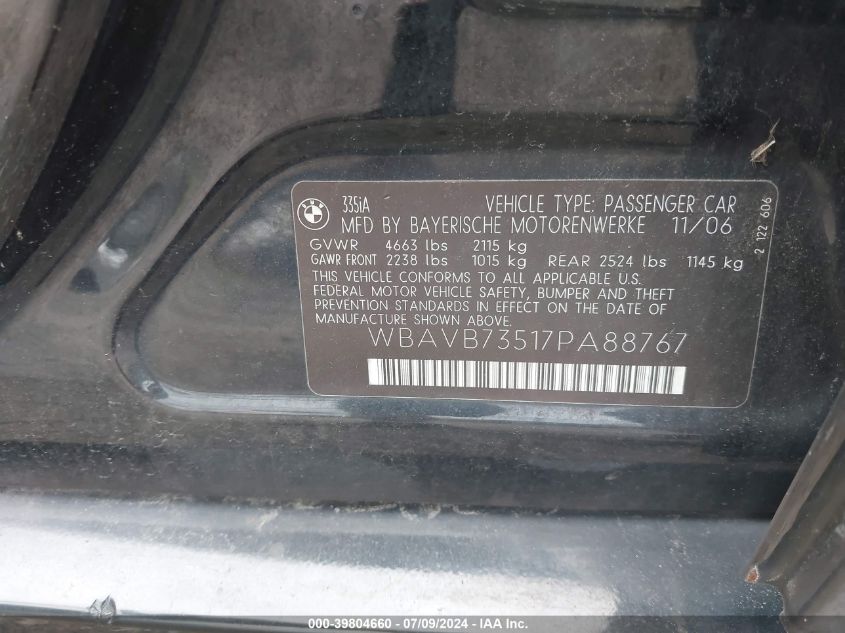 BMW
335iA VEHICLE TYPE: PASSENGER CAR
MFD BY BAYERISCHE MOTORENWERKE 11/06
GVWR 4663 lbs 2115 kg
GAWR FRONT 2238 lbs 1015 kg REAR 2524 lbs 1145 kg
THIS VEHICLE CONFORMS TO ALL APPLICABLE U.S.
FEDERAL MOTOR VEHICLE SAFETY, BUMPER AND THEFT
PREVENTION STANDARDS IN EFFECT ON THE DATE OF
MANUFACTURE SHOWN ABOVE.
WBAVB73517PA88767
2 122 606
000-39804660 - 07/09/2024 - IAA Inc.